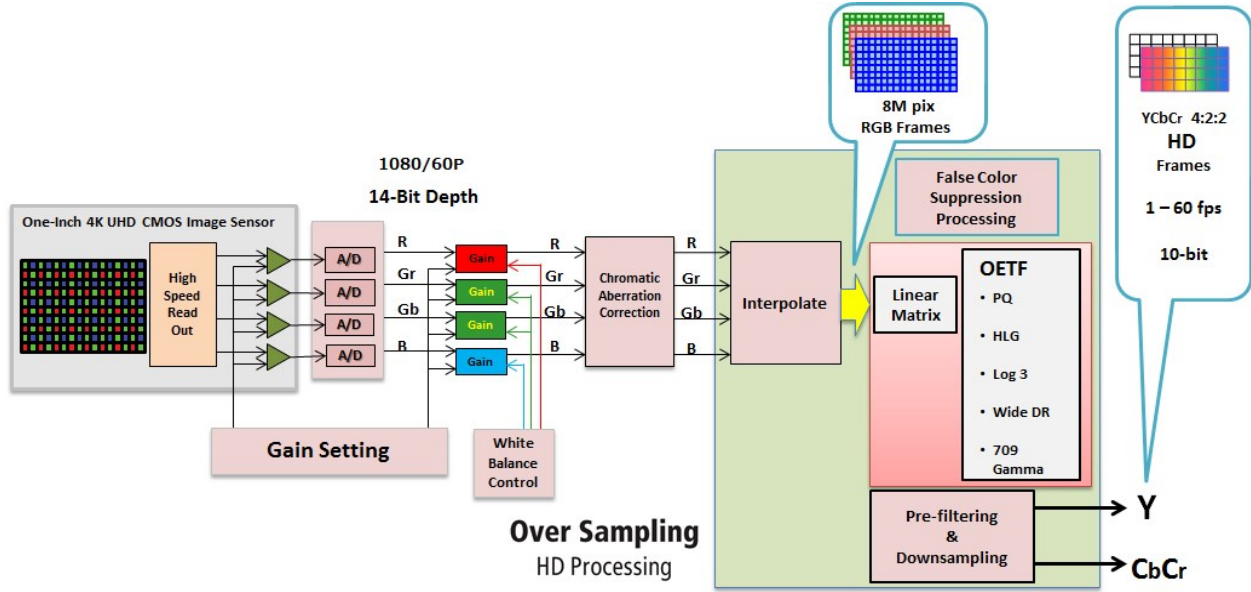 8M pix
RGB Frames
YCbCr 4:2:2
HD
Frames
1 – 60 fps
10-bit
1080/60P
14-Bit Depth
One-Inch 4K UHD CMOS Image Sensor
High
Speed
Read
Out
A/D
A/D
A/D
A/D
R
Gr
Gb
B
Gain
Gain
Gain
Gain
R
Gr
Gb
B
Chromatic
Aberration
Correction
R
Gr
Gb
B
Interpolate
False Color
Suppression
Processing
Linear
Matrix
OETF
• PQ
• HLG
• Log 3
• Wide DR
• 709
Gamma
Gain Setting
White
Balance
Control
Pre-filtering
&
Downsampling
Y
CbCr
Over Sampling
HD Processing